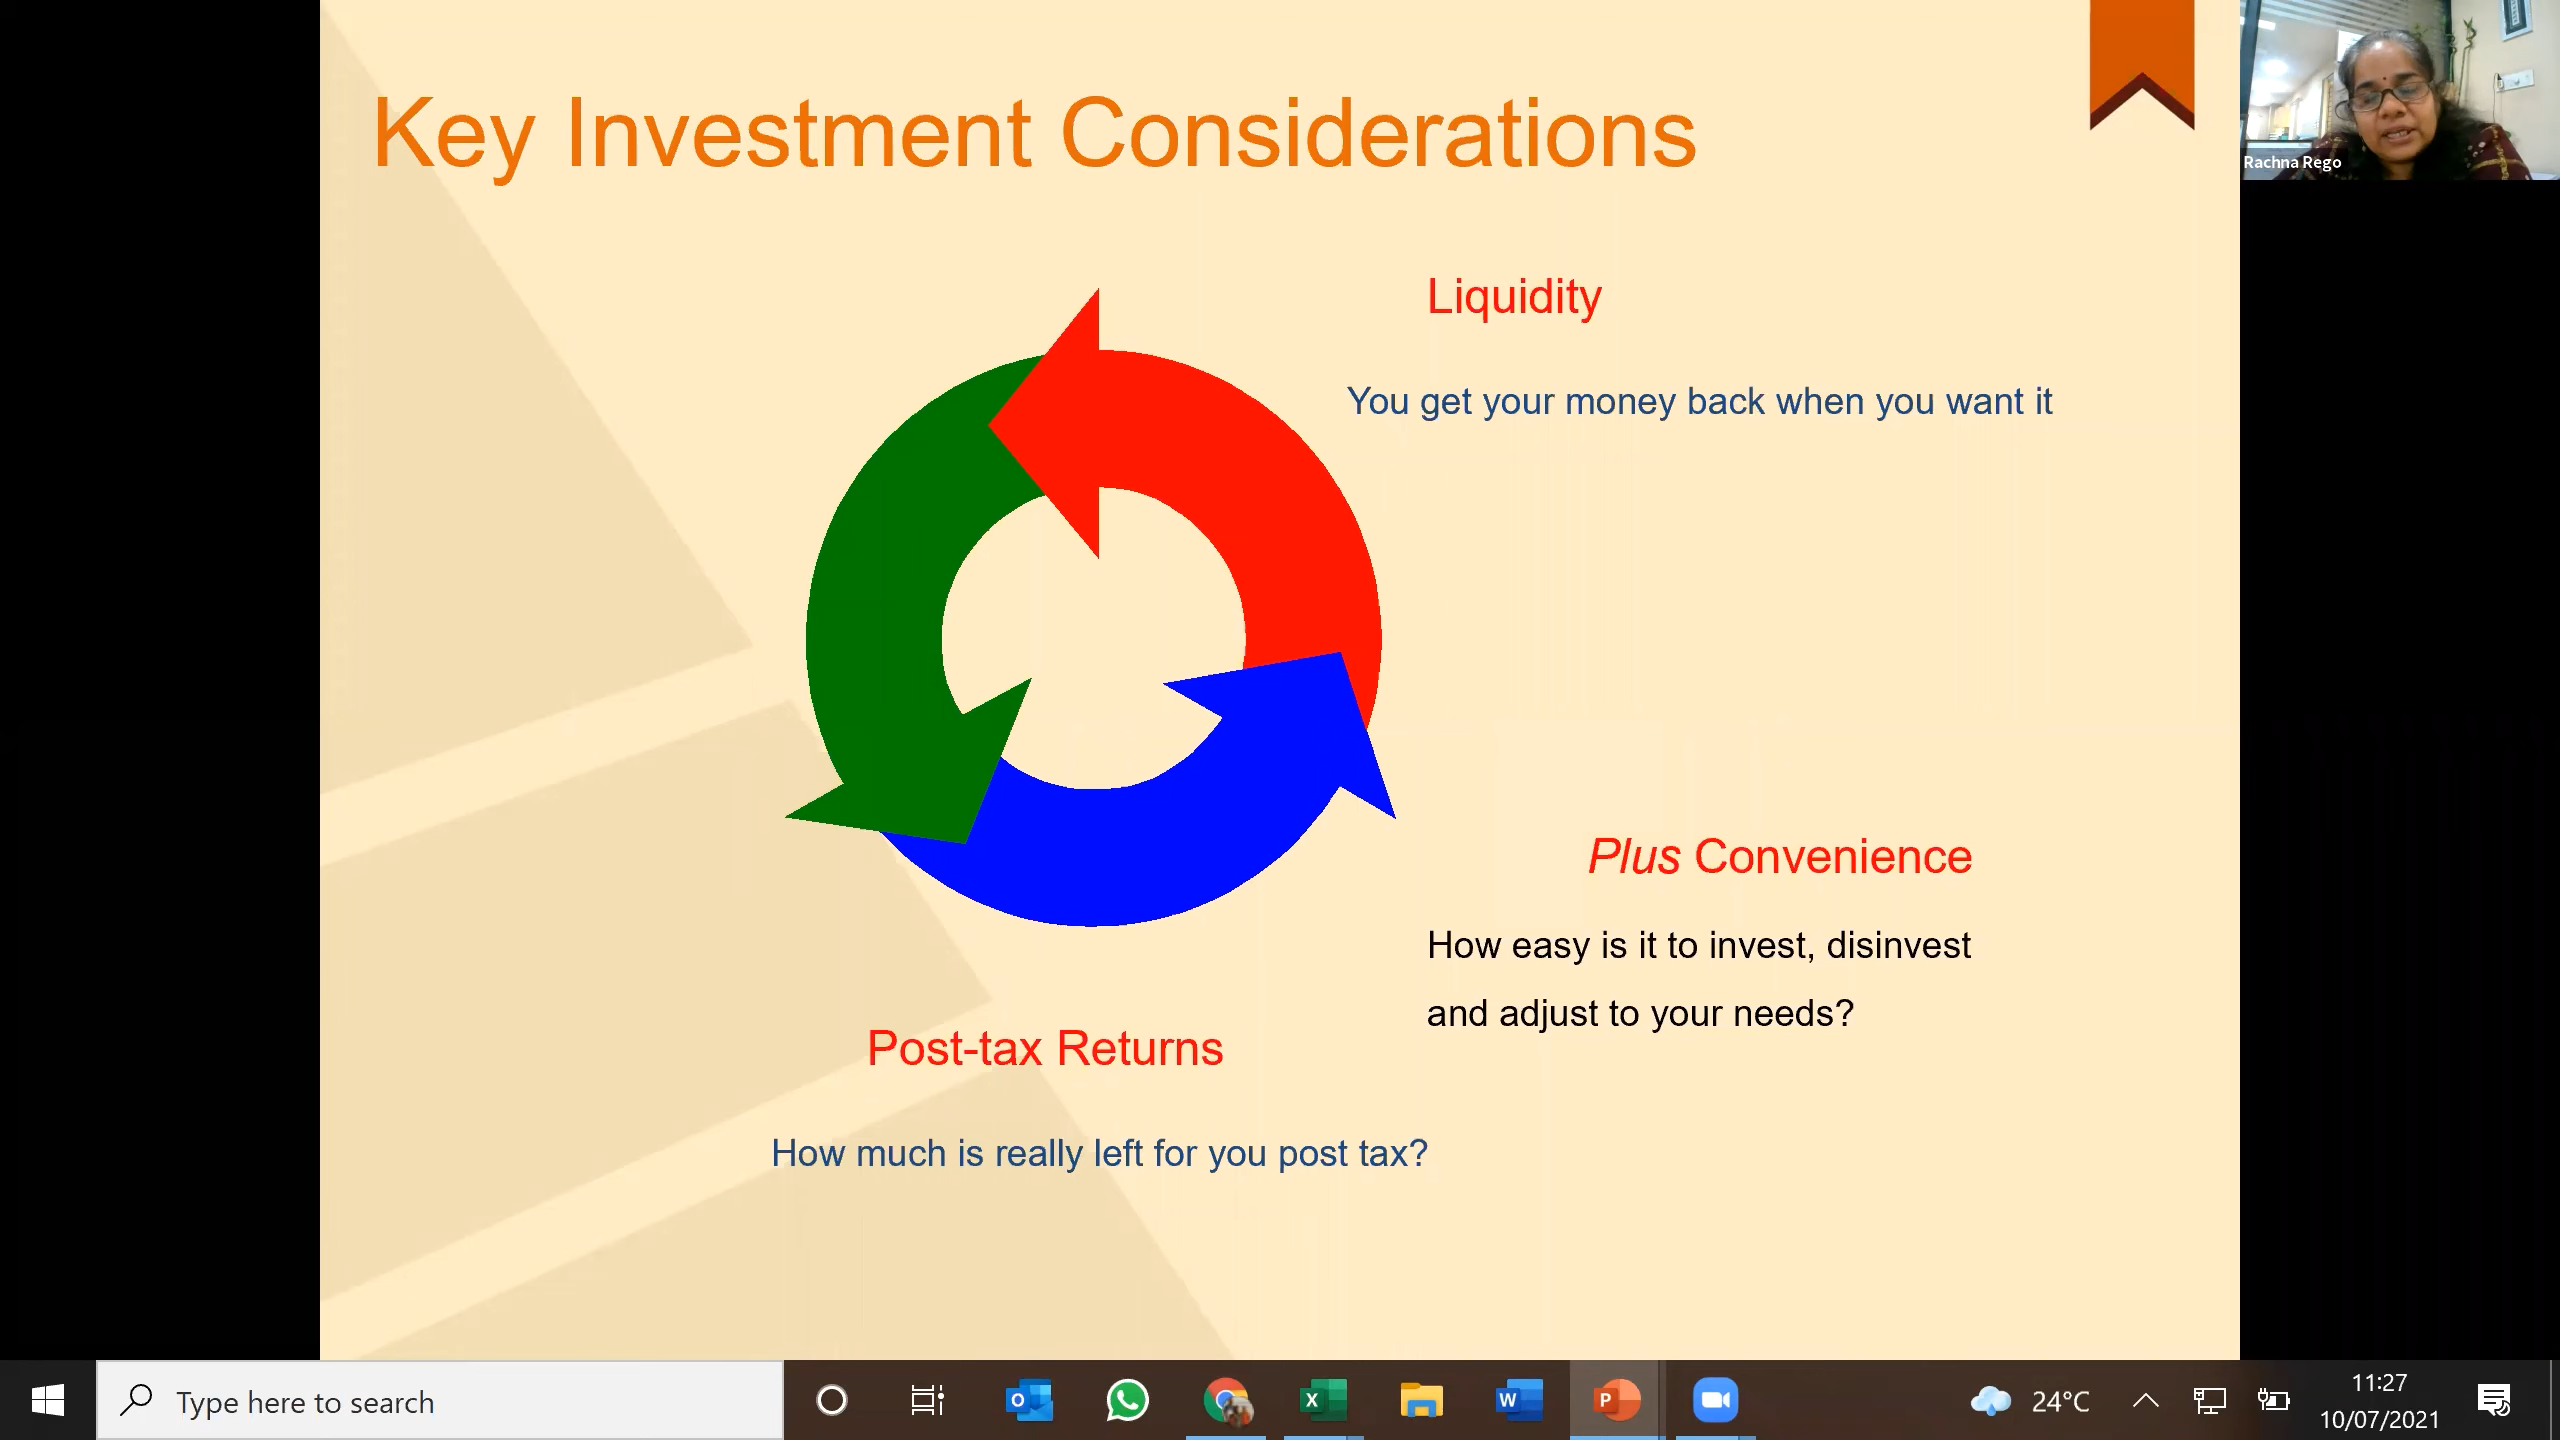 Key Investment Considerations
Rachna Rego
Liquidity
You get your money back when you want it
Plus Convenience
How easy is it to invest, disinvest
and adjust to your needs?
Post-tax Returns
How much is really left for you post tax?
Type here to search
24°C
11:27
10/07/2021